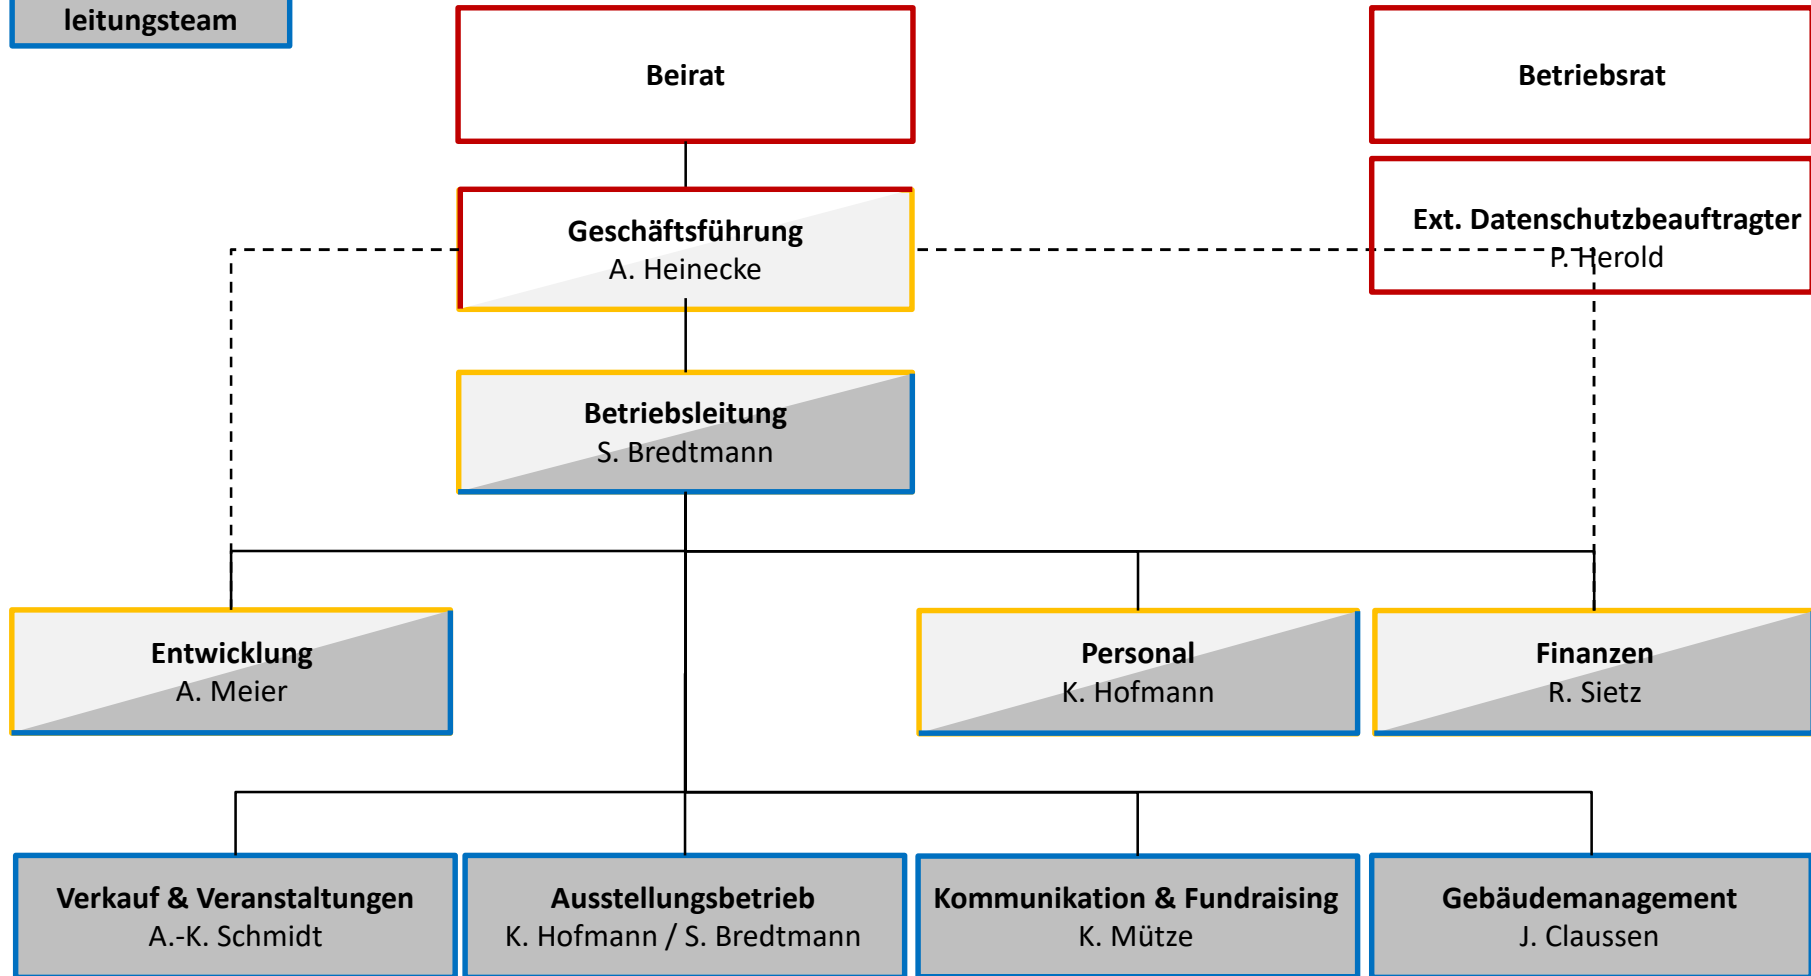 leitungsteam
Beirat
Betriebsrat
Geschäftsführung
A. Heinecke
Ext. Datenschutzbeauftragter
P. Herold
Betriebsleitung
S. Bredtmann
Entwicklung
A. Meier
Personal
K. Hofmann
Finanzen
R. Sietz
Verkauf & Veranstaltungen
A.-K. Schmidt
Ausstellungsbetrieb
K. Hofmann / S. Bredtmann
Kommunikation & Fundraising
K. Mütze
Gebäudemanagement
J. Claussen